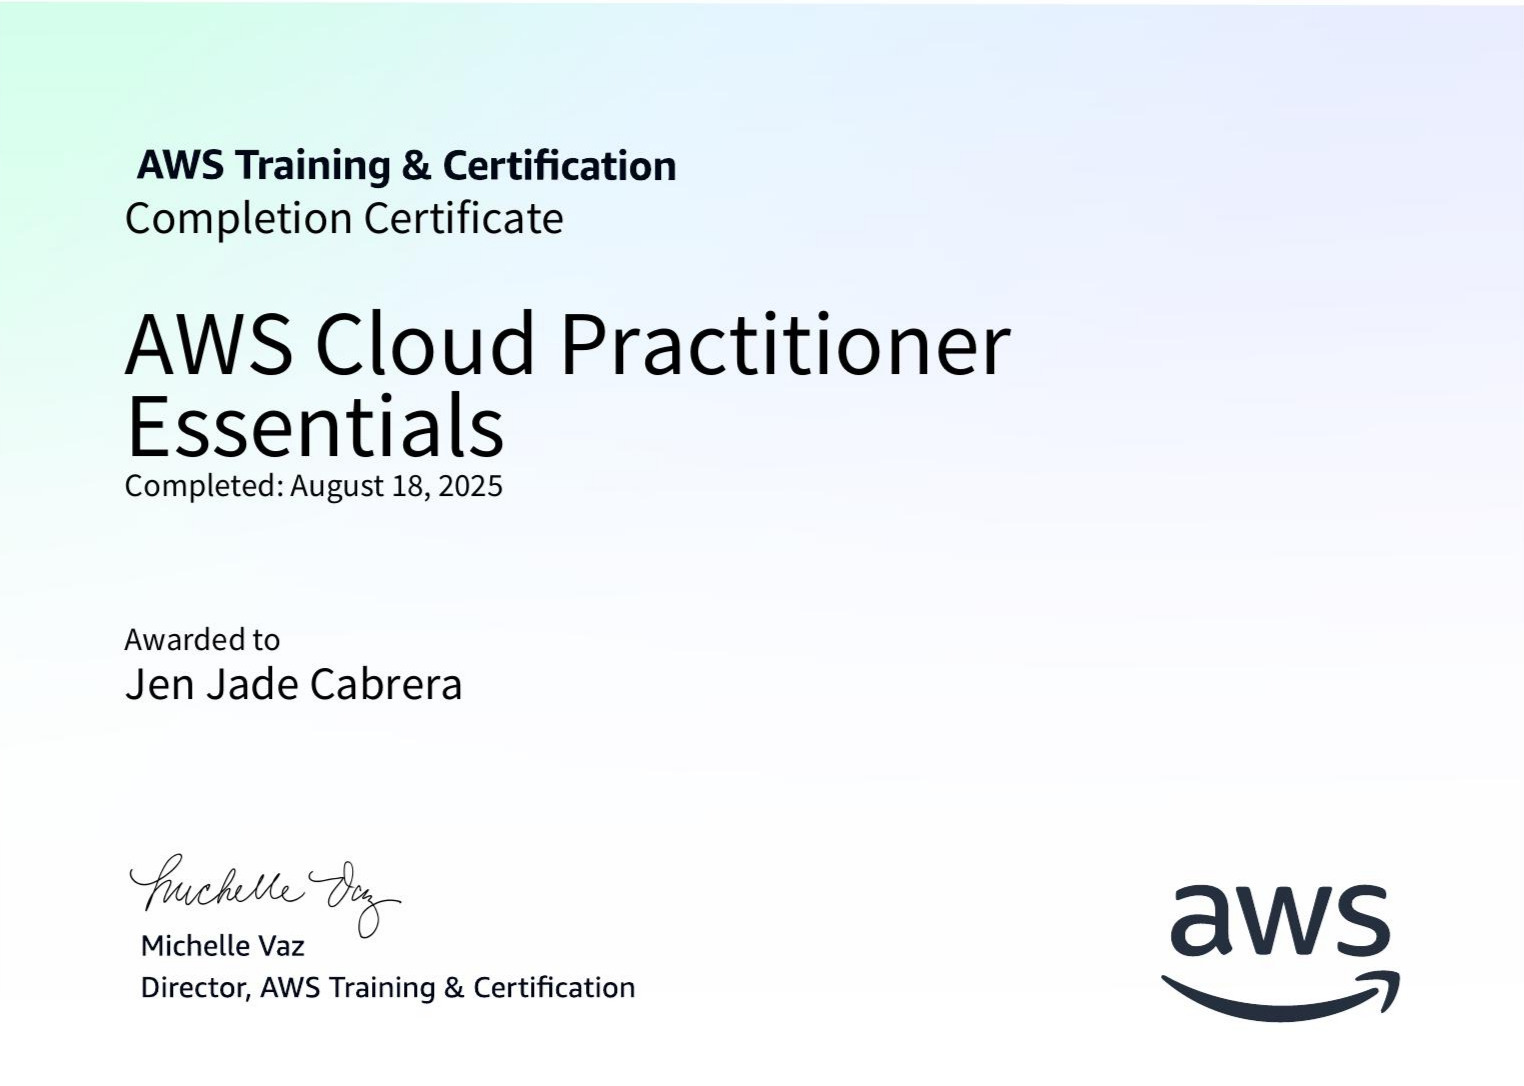 AWS Training & Certification
Completion Certificate
AWS Cloud Practitioner
Essentials
Completed: August 18, 2025
Awarded to
Jen Jade Cabrera
Michelle Vaz
Michelle Vaz
Director, AWS Training & Certification
aws